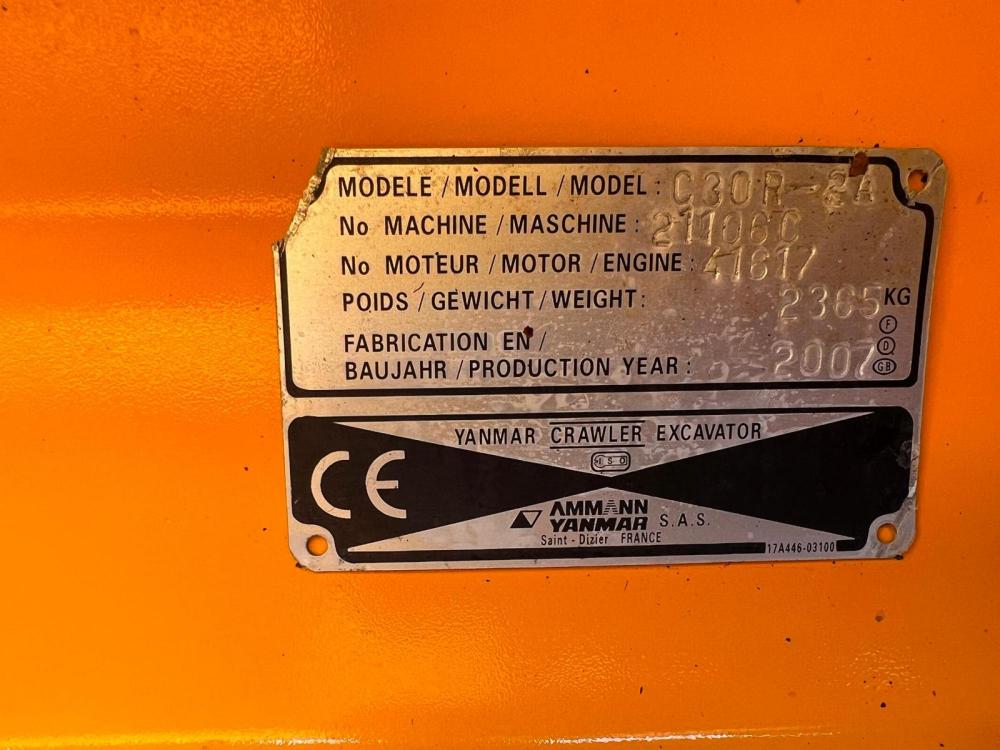 MODELE / MODELL / MODEL : C30R-2A
No MACHINE / MASCHINE : 21106C
No MOTEUR / MOTOR / ENGINE : 41617
POIDS / GEWICHT / WEIGHT : 2365 KG
F
FABRICATION EN /
D
BAUJAHR / PRODUCTION YEAR : 2007 GB
YANMAR CRAWLER EXCAVATOR
CE
AMMANN
YANMAR S.A.S.
Saint - Dizier FRANCE
17A446-03100